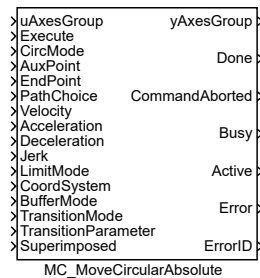 uAxesGroup
Execute
CircMode
AuxPoint
EndPoint
PathChoice
Velocity
Acceleration
Deceleration
Jerk
LimitMode
CoordSystem
BufferMode
TransitionMode
TransitionParameter
Superimposed
yAxesGroup
Done
CommandAborted
Busy
Active
Error
ErrorID
MC_MoveCircularAbsolute